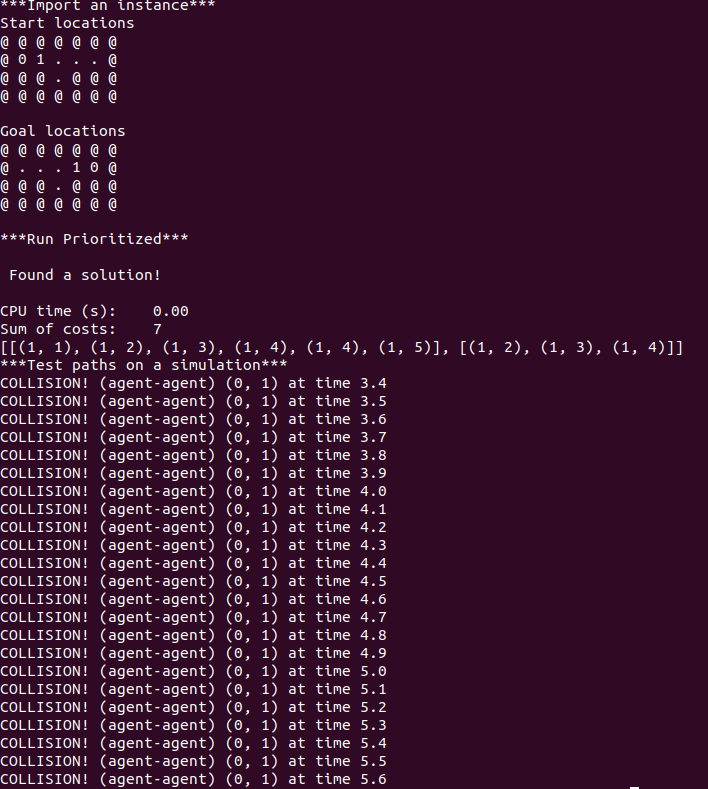 ***Import an instance***
Start locations
@ @ @ @ @ @ @
@ 0 1 . . . @
@ @ @ . @ @ @
@ @ @ @ @ @ @
Goal locations
@ @ @ @ @ @ @
@ . . . 1 0 @
@ @ @ . @ @ @
@ @ @ @ @ @ @
***Run Prioritized***
Found a solution!
CPU time (s):    0.00
Sum of costs:    7
[[(1, 1), (1, 2), (1, 3), (1, 4), (1, 4), (1, 5)], [(1, 2), (1, 3), (1, 4)]]
***Test paths on a simulation***
COLLISION! (agent-agent) (0, 1) at time 3.4
COLLISION! (agent-agent) (0, 1) at time 3.5
COLLISION! (agent-agent) (0, 1) at time 3.6
COLLISION! (agent-agent) (0, 1) at time 3.7
COLLISION! (agent-agent) (0, 1) at time 3.8
COLLISION! (agent-agent) (0, 1) at time 3.9
COLLISION! (agent-agent) (0, 1) at time 4.0
COLLISION! (agent-agent) (0, 1) at time 4.1
COLLISION! (agent-agent) (0, 1) at time 4.2
COLLISION! (agent-agent) (0, 1) at time 4.3
COLLISION! (agent-agent) (0, 1) at time 4.4
COLLISION! (agent-agent) (0, 1) at time 4.5
COLLISION! (agent-agent) (0, 1) at time 4.6
COLLISION! (agent-agent) (0, 1) at time 4.7
COLLISION! (agent-agent) (0, 1) at time 4.8
COLLISION! (agent-agent) (0, 1) at time 4.9
COLLISION! (agent-agent) (0, 1) at time 5.0
COLLISION! (agent-agent) (0, 1) at time 5.1
COLLISION! (agent-agent) (0, 1) at time 5.2
COLLISION! (agent-agent) (0, 1) at time 5.3
COLLISION! (agent-agent) (0, 1) at time 5.4
COLLISION! (agent-agent) (0, 1) at time 5.5
COLLISION! (agent-agent) (0, 1) at time 5.6